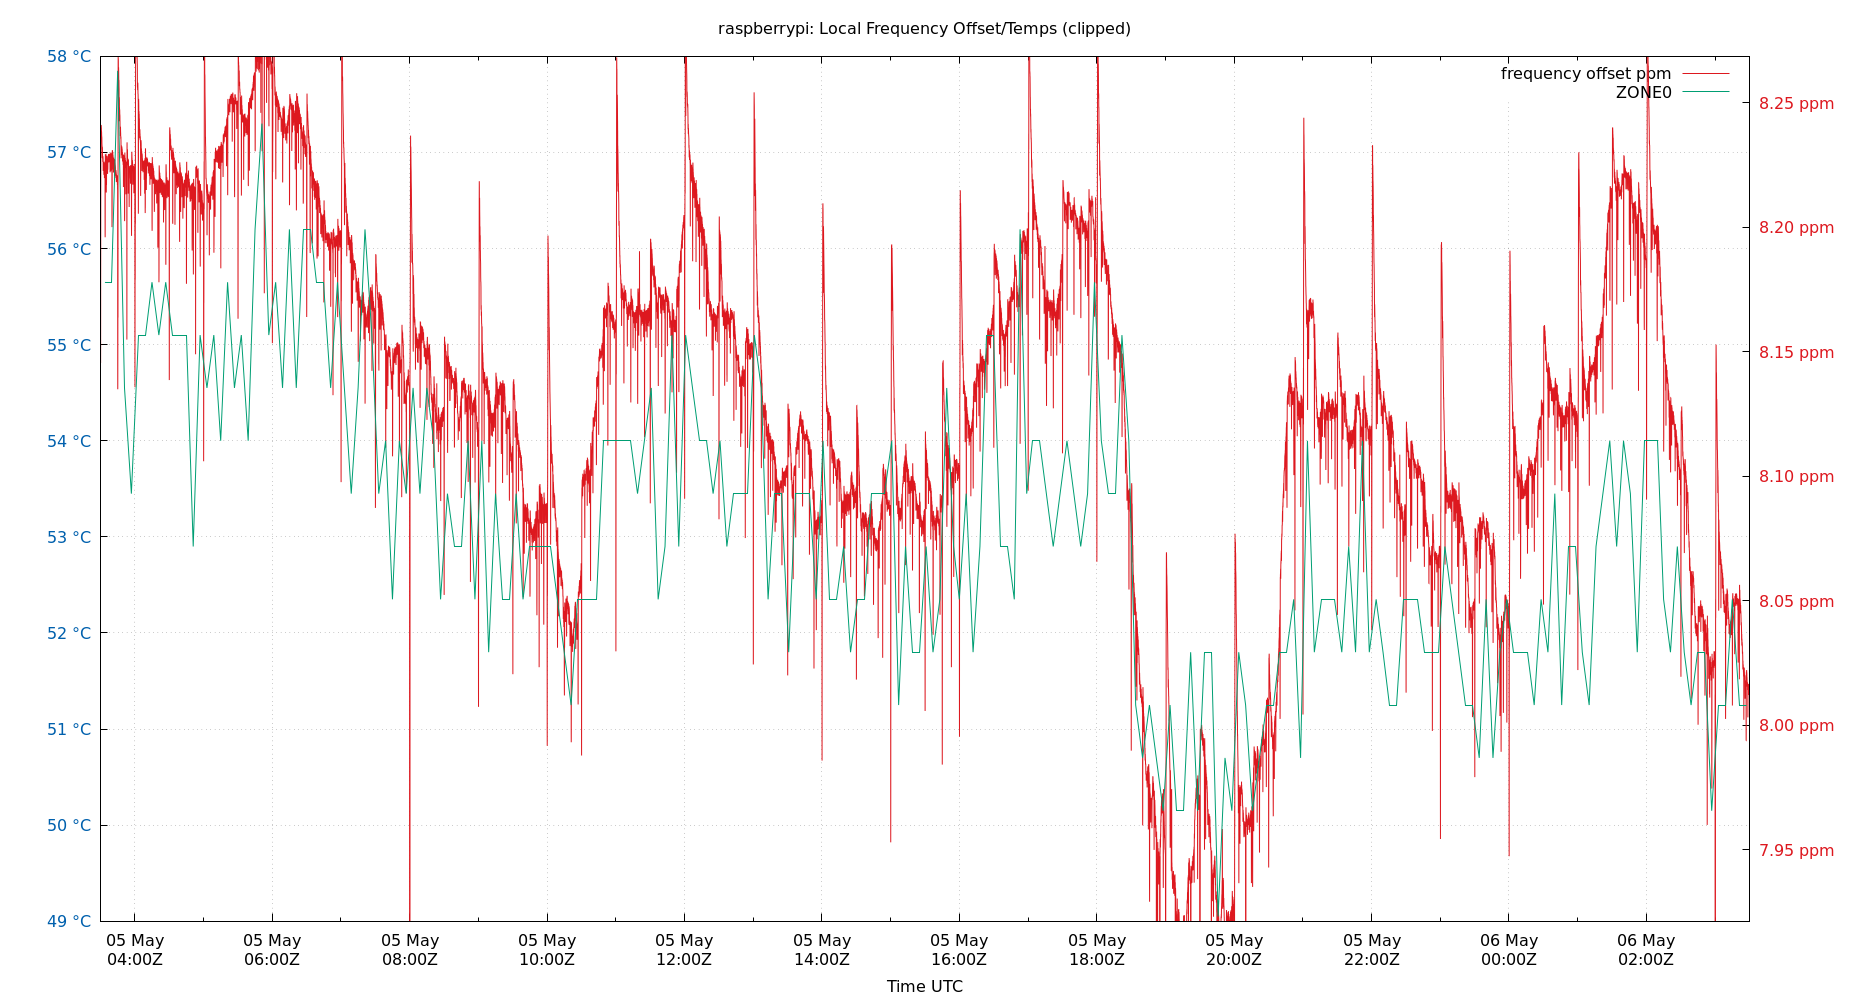 raspberrypi: Local Frequency Offset/Temps (clipped)
58 °C
57 °C
56 °C
55 °C
54 °C
53 °C
52 °C
51 °C
50 °C
49 °C
frequency offset ppm
ZONE0
8.25 ppm
8.20 ppm
8.15 ppm
8.10 ppm
8.05 ppm
8.00 ppm
7.95 ppm
05 May 05 May 05 May 05 May 05 May 05 May 05 May 05 May 05 May 05 May 06 May 06 May
04:00Z 06:00Z 08:00Z 10:00Z 12:00Z 14:00Z 16:00Z 18:00Z 20:00Z 22:00Z 00:00Z 02:00Z
Time UTC